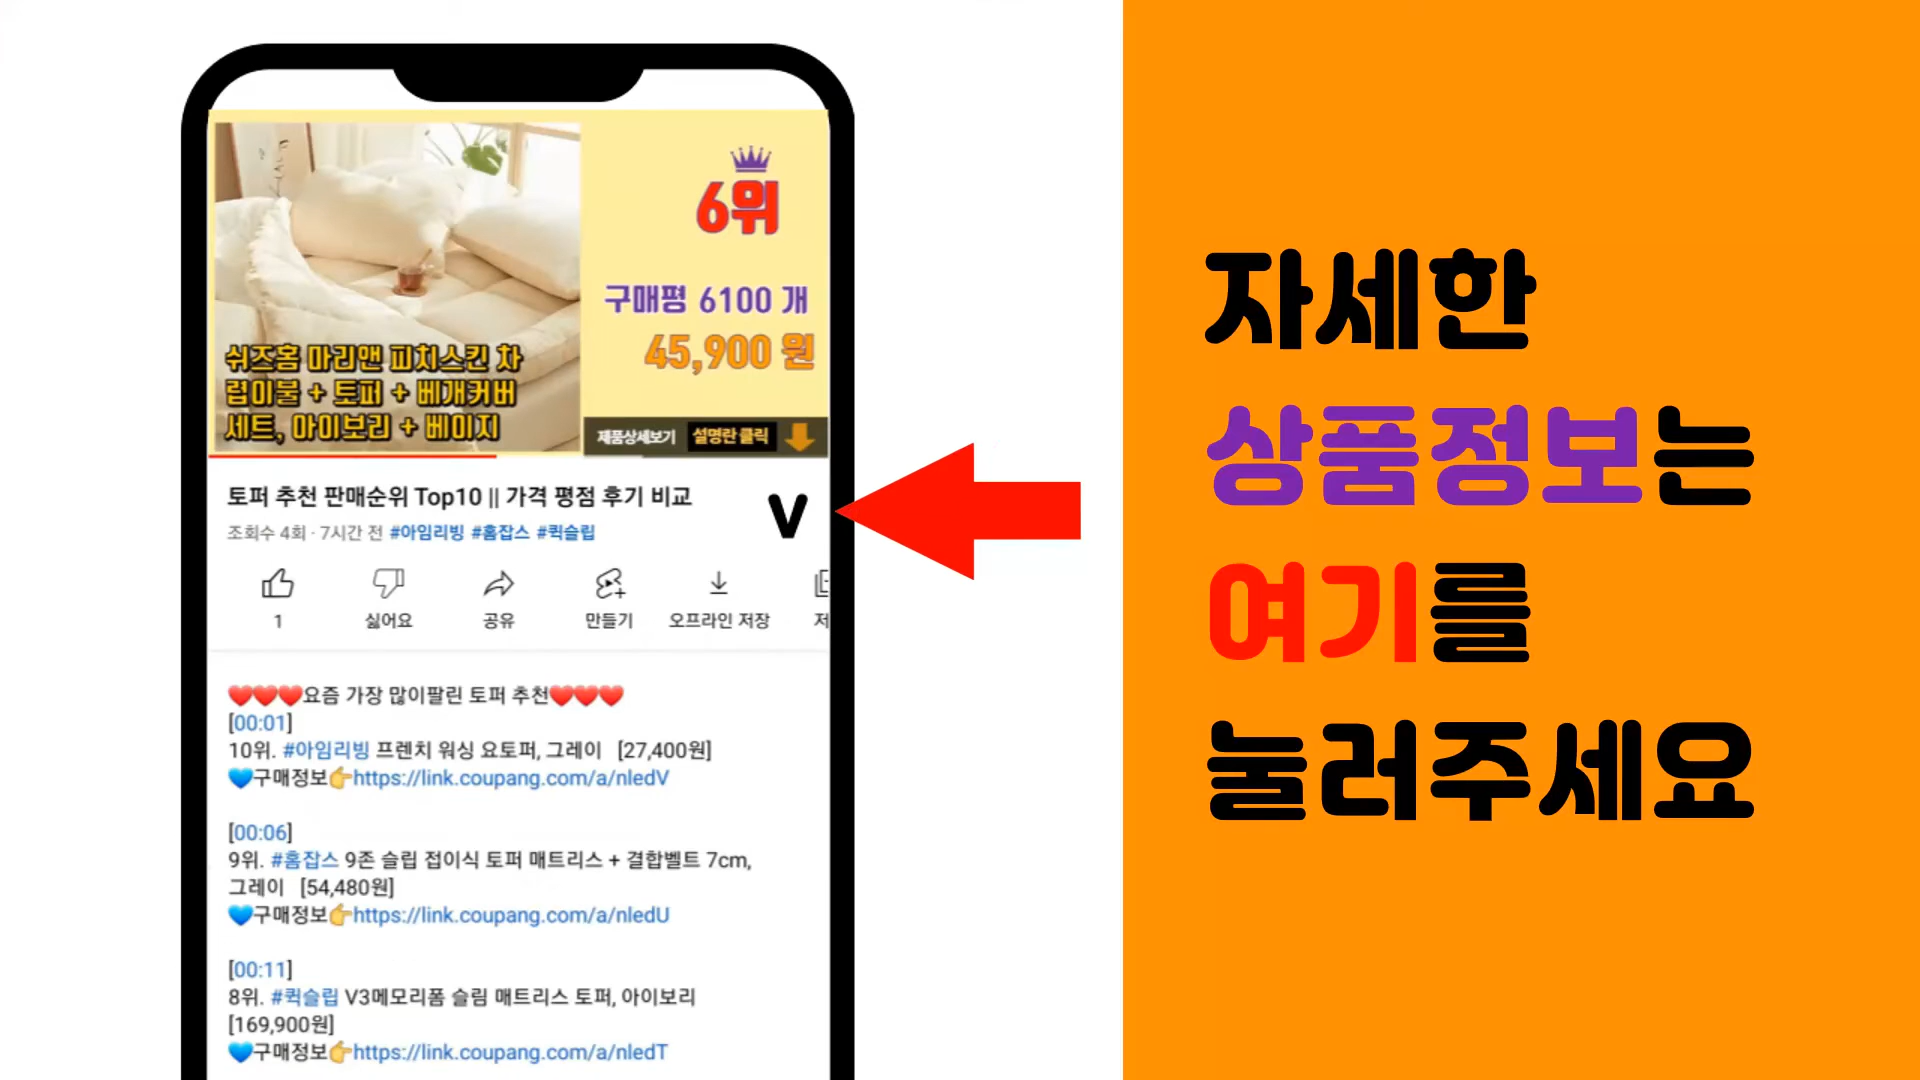 6위
구매평 6100 개
45,900 원
쉬즈홈 마리앤 피치스킨 차
렵이불 + 토퍼 + 베개커버
세트, 아이보리 + 베이지
제품상세보기 설명란 클릭
토퍼 추천 판매순위 Top10 || 가격 평점 후기 비교
V
조회수 4회 · 7시간 전 #아임리빙 #홈잡스 #퀵슬립
1 싫어요 공유 만들기 오프라인 저장 저
❤️❤️❤️요즘 가장 많이팔린 토퍼 추천❤️❤️❤️
[00:01]
10위. #아임리빙 프렌치 워싱 요토퍼, 그레이 [27,400원]
💙구매정보👉https://link.coupang.com/a/nledV
[00:06]
9위. #홈잡스 9존 슬립 접이식 토퍼 매트리스 + 결합벨트 7cm,
그레이 [54,480원]
💙구매정보👉https://link.coupang.com/a/nledU
[00:11]
8위. #퀵슬립 V3메모리폼 슬림 매트리스 토퍼, 아이보리
[169,900원]
💙구매정보👉https://link.coupang.com/a/nledT
자세한
상품정보는
여기를
눌러주세요